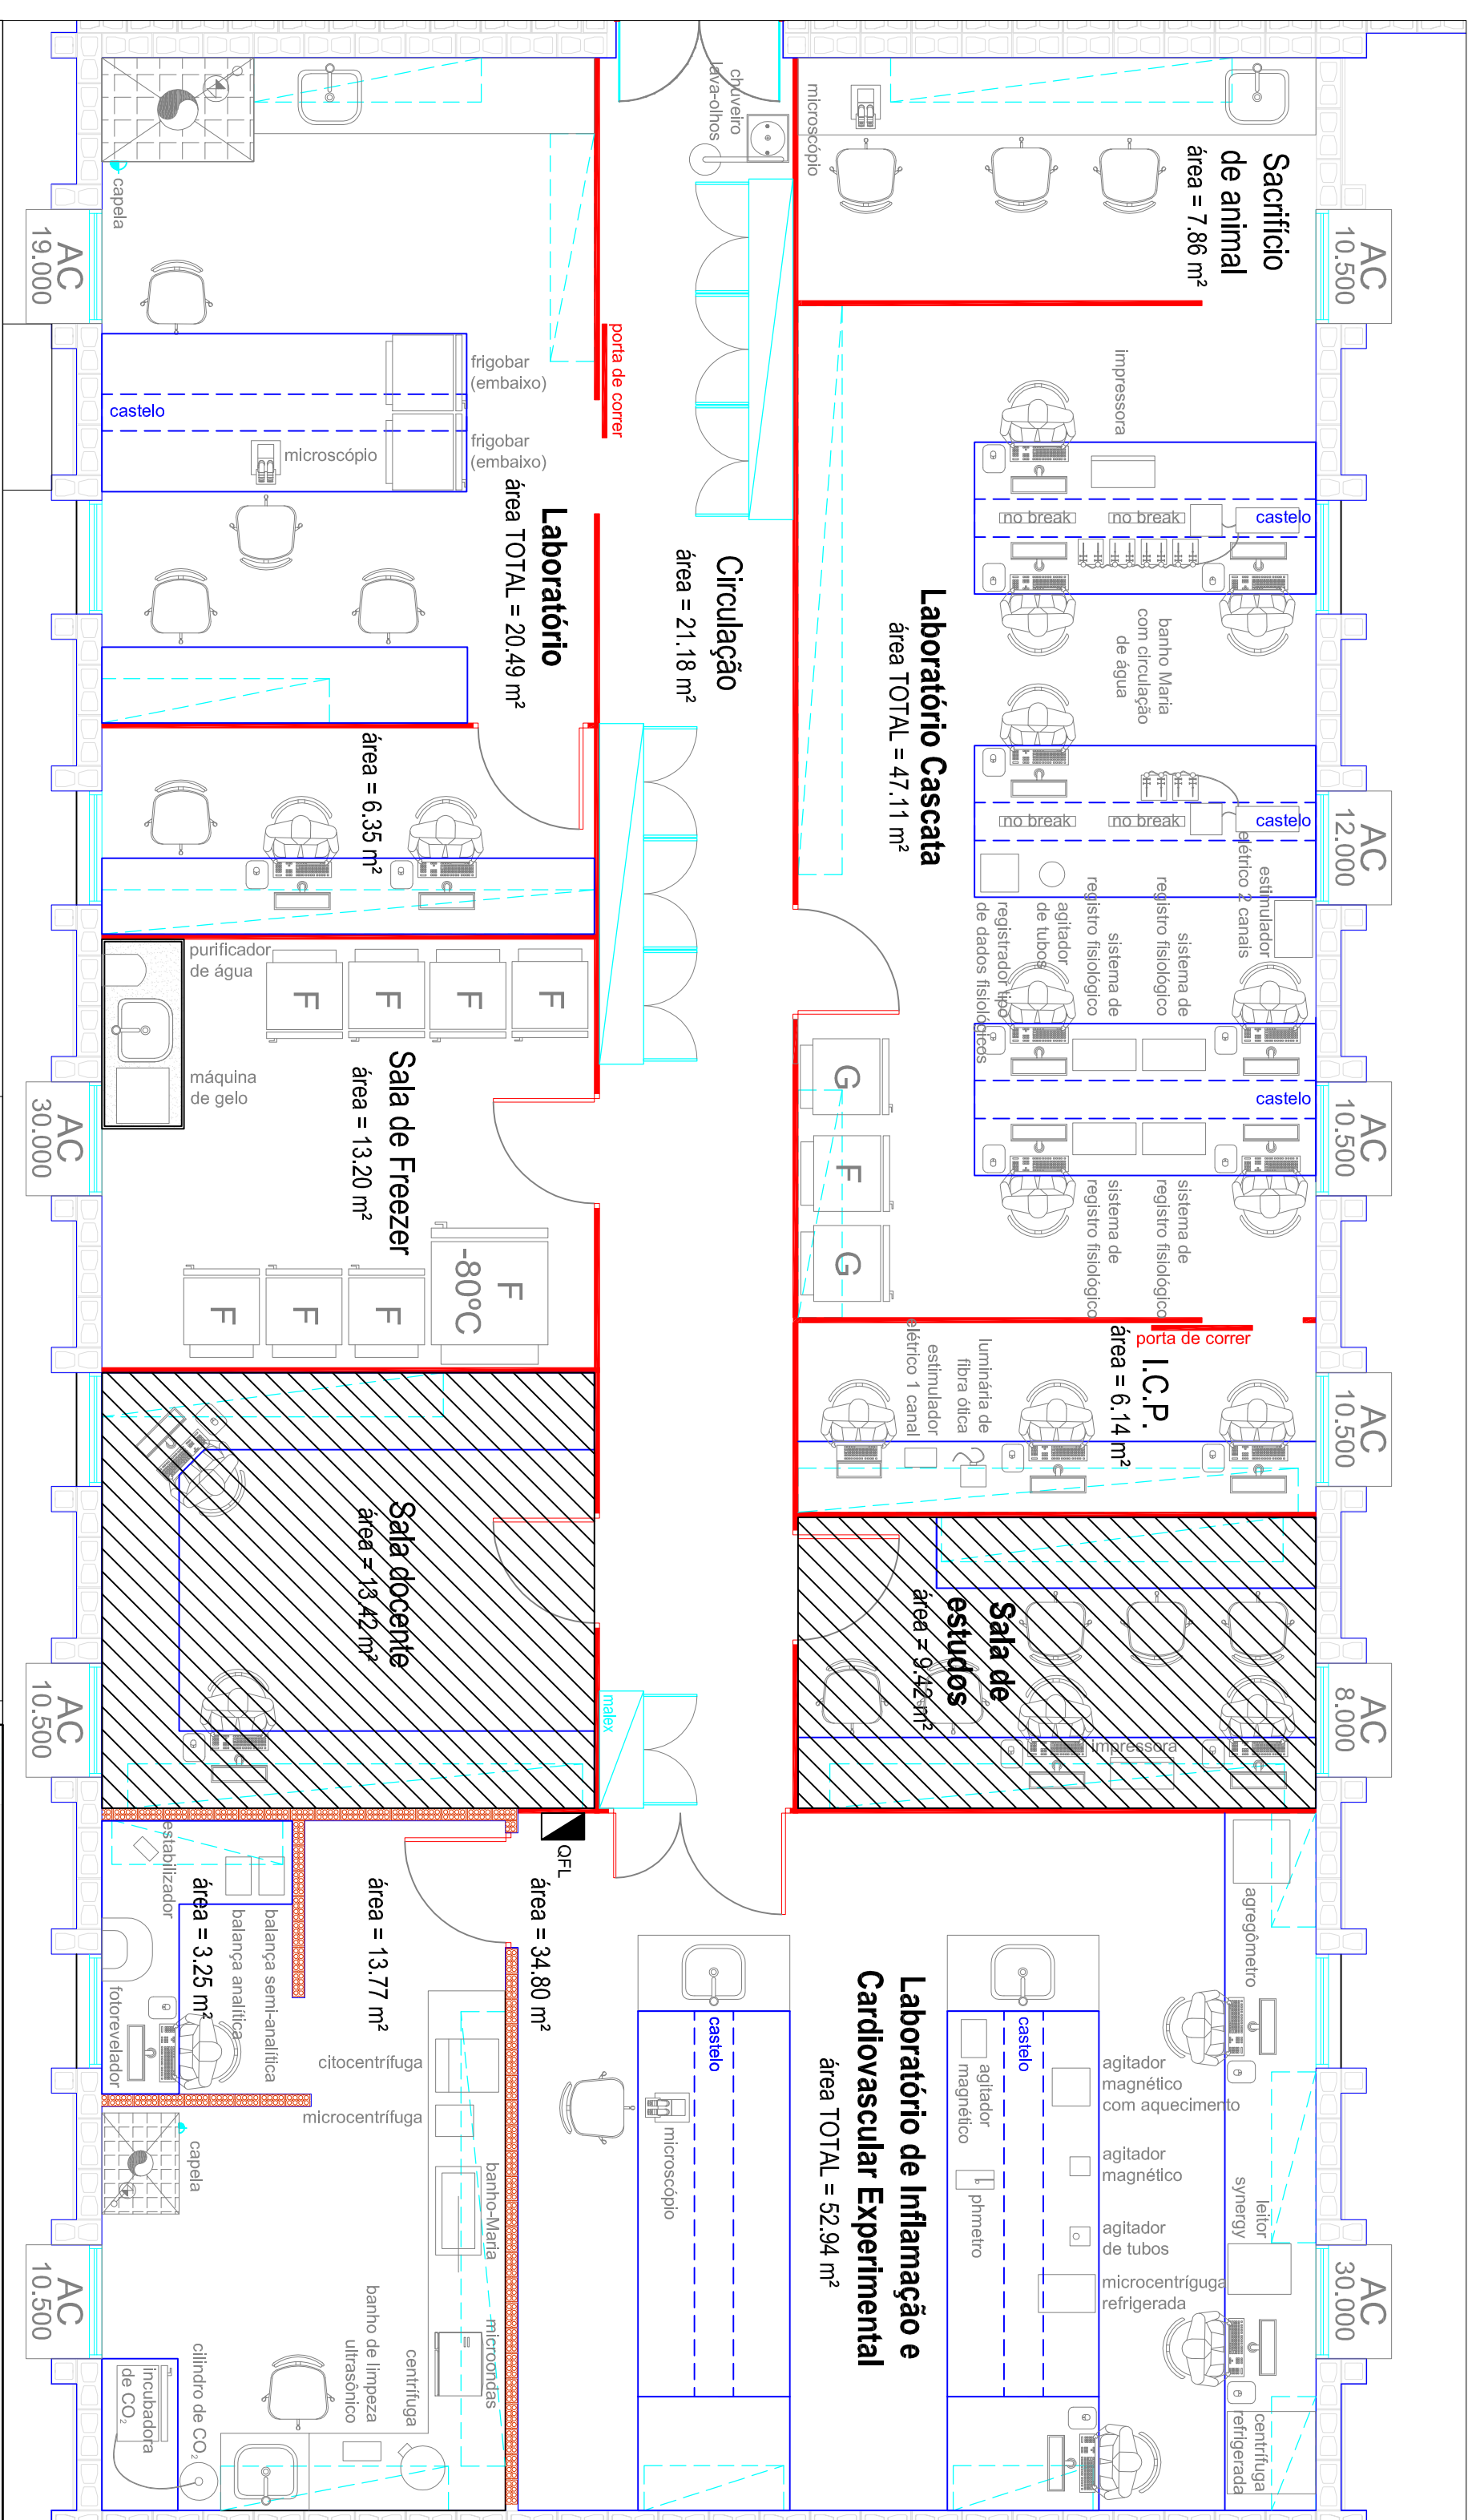 chuveiro
lava-olhos
microscópio
Sacrifício
de animal
área = 7.86 m²
AC
10.500
capela
AC
19.000
porta de correr
frigobar
(embaixo)
castelo
microscópio
frigobar
(embaixo)
Laboratório
área TOTAL = 20.49 m²
Circulação
área = 21.18 m²
impressora
no break
no break
castelo
banho Maria
com circulação
de água
Laboratório Cascata
área TOTAL = 47.11 m²
no break
no break
castelo
AC
12.000
estimulador
elétrico 2 canais
sistema de
registro fisiológico
sistema de
registro fisiológico
agitador
de tubos
registrador tipo
de dados fisiológicos
castelo
AC
10.500
sistema de
registro fisiológico
sistema de
registro fisiológico
G
F
G
área = 6.35 m²
purificador
de água
F
F
F
F
máquina
de gelo
Sala de Freezer
área = 13.20 m²
AC
30.000
F
-80ºC
F
F
F
porta de correr
I.C.P.
área = 6.14 m²
luminária de
fibra ótica
estimulador
elétrico 1 canal
AC
10.500
Sala docente
área = 13.42 m²
Sala de
estudos
área = 9.42 m²
impressora
AC
8.000
AC
10.500
malex
QFL
estabilizador
área = 3.25 m²
balança semi-analítica
balança analítica
fotorevelador
área = 13.77 m²
área = 34.80 m²
agregômetro
castelo
castelo
agitador
magnético
agitador
magnético
com aquecimento
citocentrífuga
microcentrífuga
microscópio
Laboratório de Inflamação e
Cardiovascular Experimental
área TOTAL = 52.94 m²
phmetro
agitador
magnético
agitador
de tubos
microcentríguga
refrigerada
leitor
synergy
AC
30.000
capela
banho-Maria
AC
10.500
microondas
centrífuga
banho de limpeza
ultrasônico
cilindro de CO₂
incubadora
de CO₂
centrífuga
refrigerada